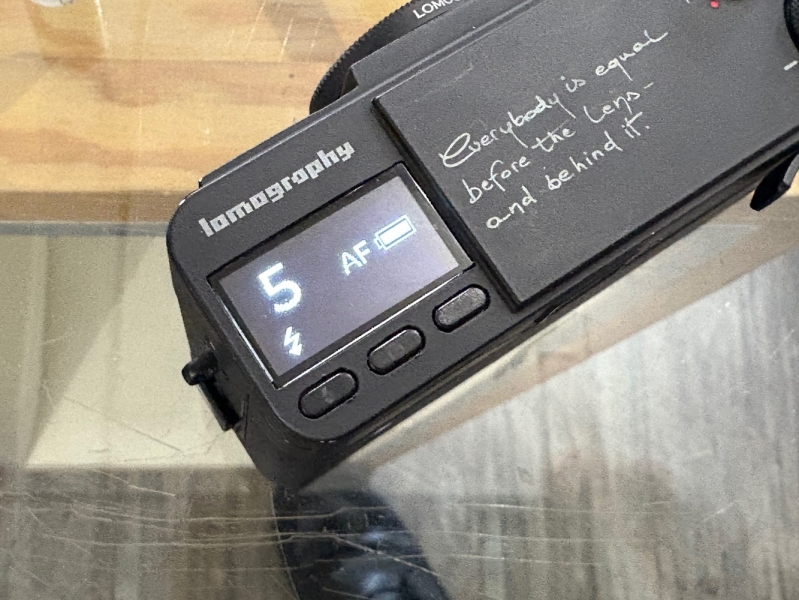 LOMO
lomography
5
AF
Everybody is equal
before the Lens-
and behind it.